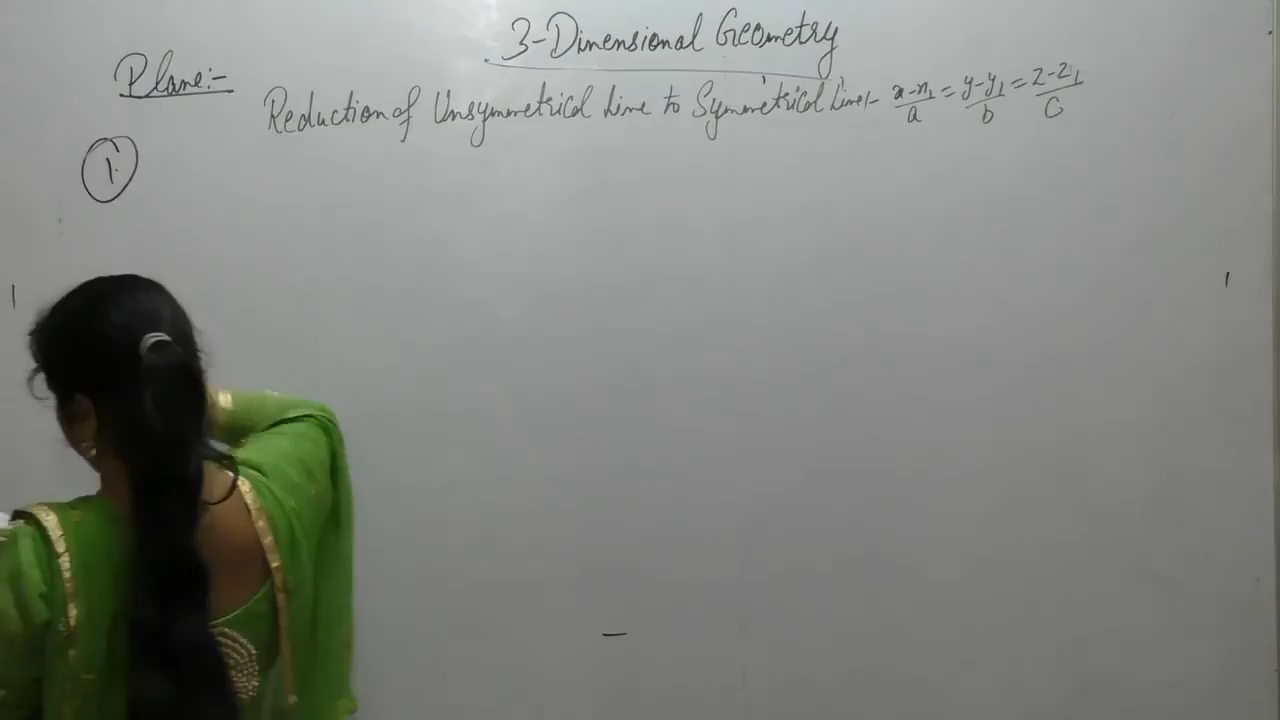 3-Dimensional Geometry
Plane:-
Reduction of Unsymmetrical Line to Symmetrical Line:- x-x₁/a = y-y₁/b = z-z₁/c
1.